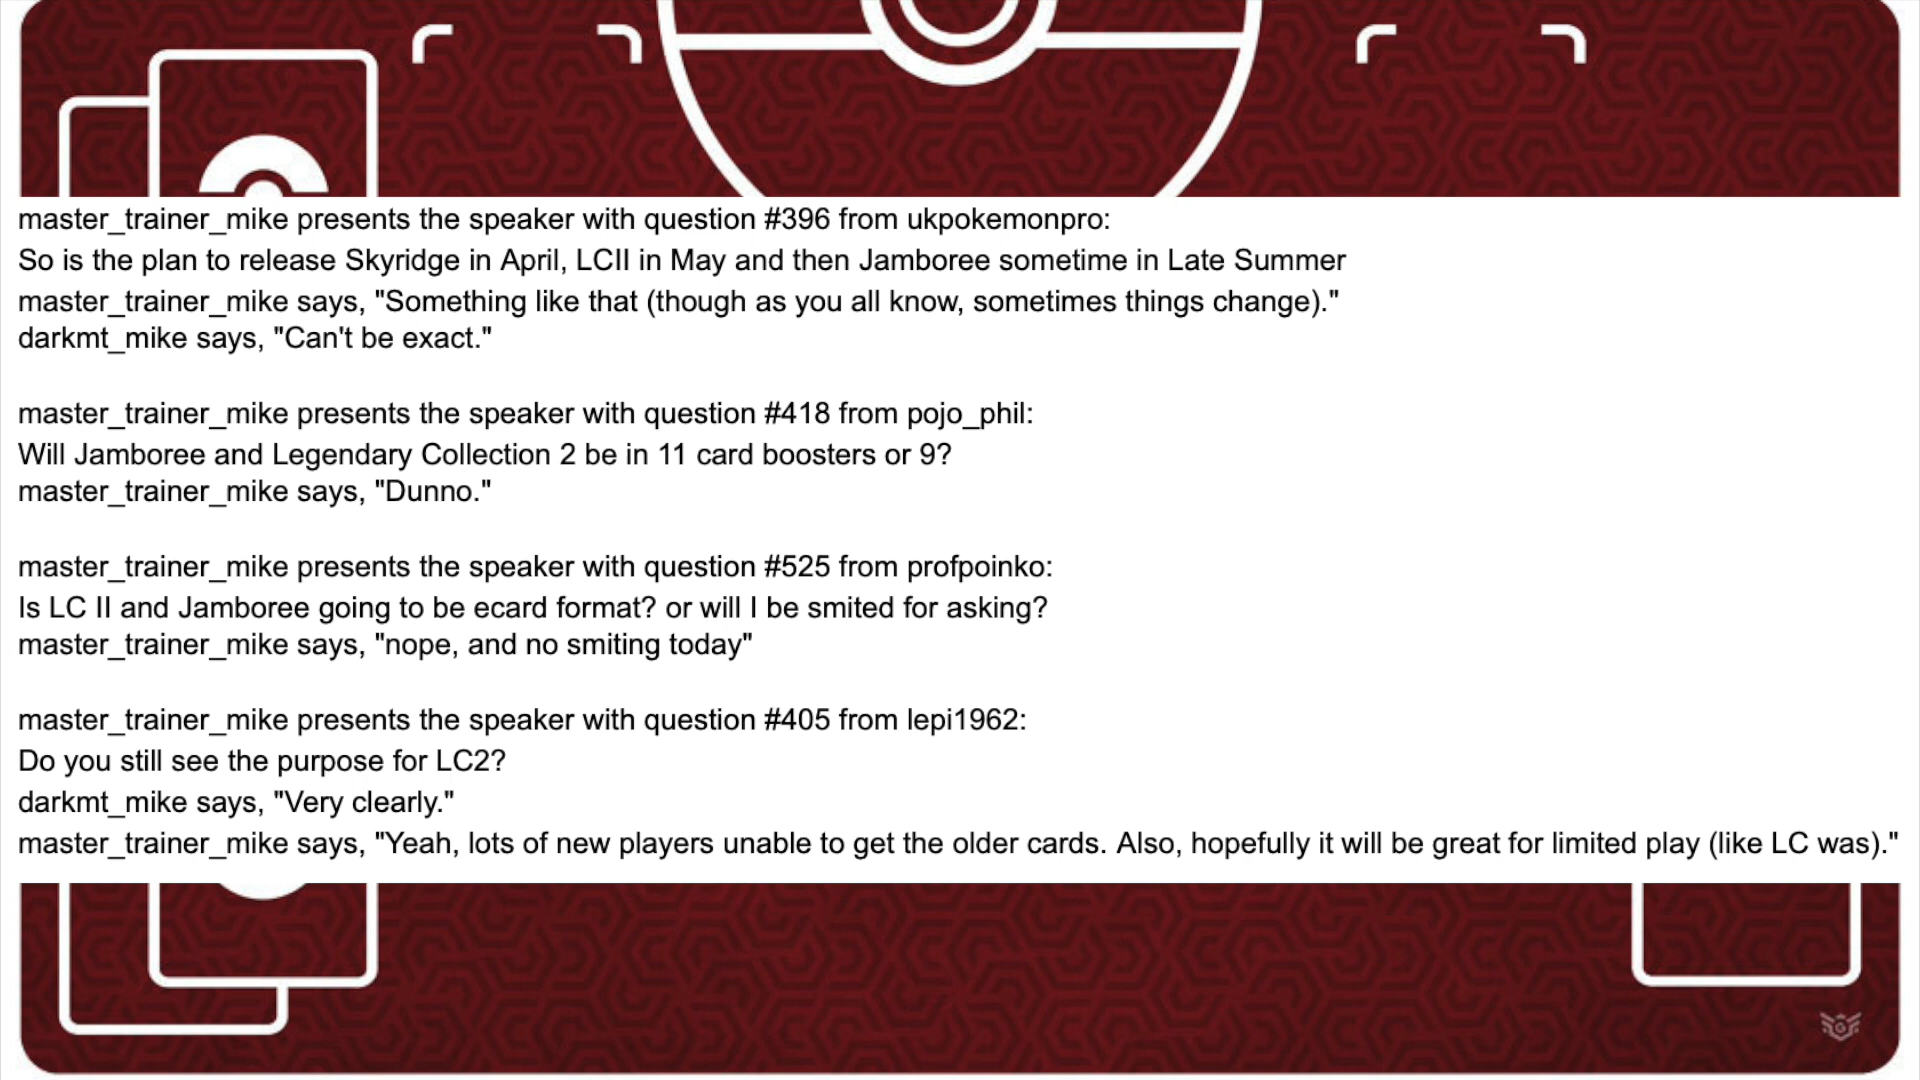 master_trainer_mike presents the speaker with question #396 from ukpokemonpro:
So is the plan to release Skyridge in April, LCII in May and then Jamboree sometime in Late Summer
master_trainer_mike says, "Something like that (though as you all know, sometimes things change)."
darkmt_mike says, "Can't be exact."
master_trainer_mike presents the speaker with question #418 from pojo_phil:
Will Jamboree and Legendary Collection 2 be in 11 card boosters or 9?
master_trainer_mike says, "Dunno."
master_trainer_mike presents the speaker with question #525 from profpoinko:
Is LC II and Jamboree going to be ecard format? or will I be smited for asking?
master_trainer_mike says, "nope, and no smiting today"
master_trainer_mike presents the speaker with question #405 from lepi1962:
Do you still see the purpose for LC2?
darkmt_mike says, "Very clearly."
master_trainer_mike says, "Yeah, lots of new players unable to get the older cards. Also, hopefully it will be great for limited play (like LC was)."